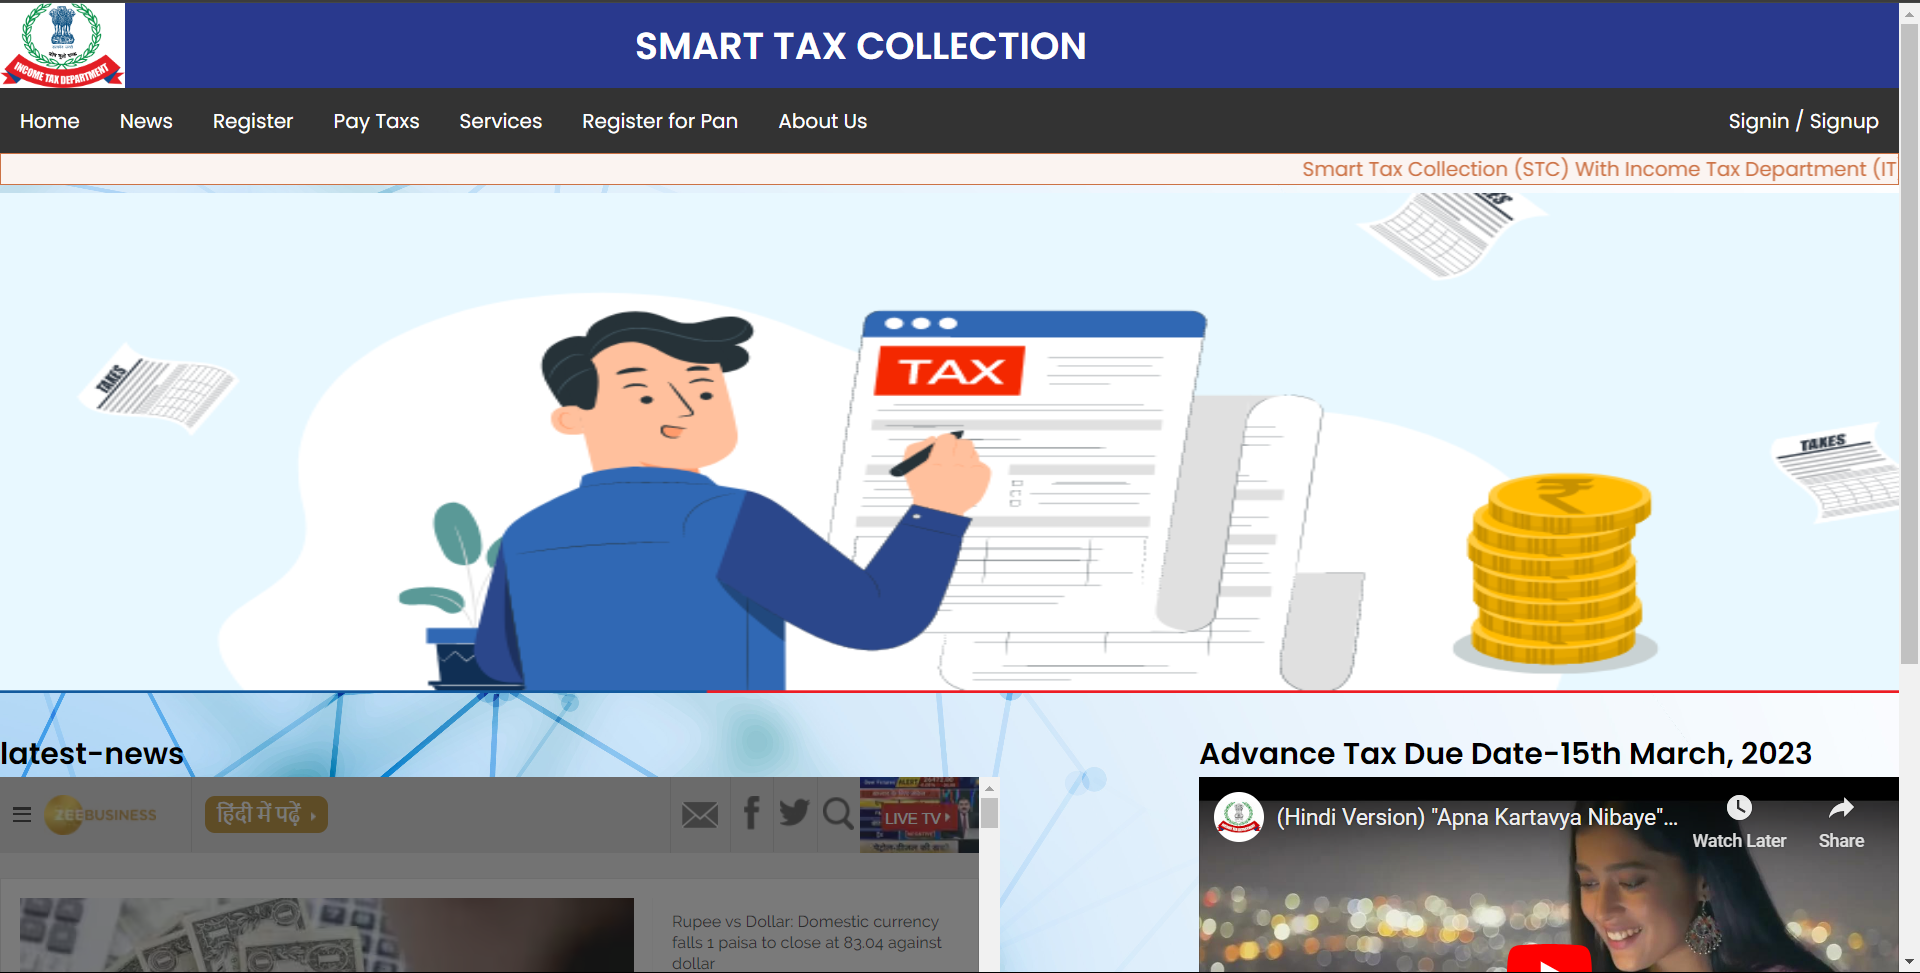 INCOME TAX DEPARTMENT
SMART TAX COLLECTION
Home News Register Pay Taxs Services Register for Pan About Us Signin / Signup
Smart Tax Collection (STC) With Income Tax Department (IT
TAXES
TAX
TAKES
TAKES
latest-news
Advance Tax Due Date-15th March, 2023
ZEEBUSINESS
हिंदी में पढ़ें
LIVE TV
(Hindi Version) "Apna Kartavya Nibaye"...
Watch Later
Share
Rupee vs Dollar: Domestic currency
falls 1 paisa to close at 83.04 against
dollar